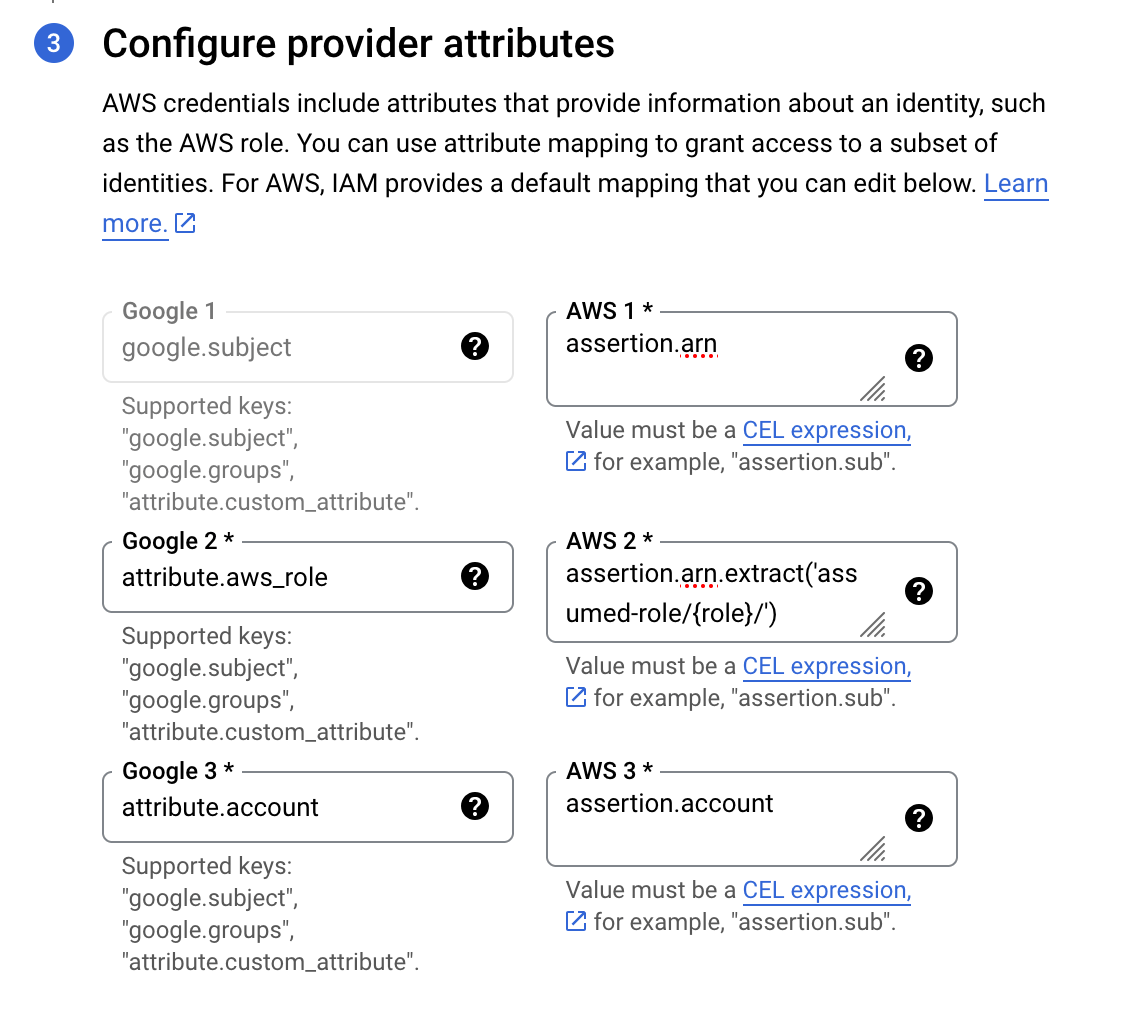 3 Configure provider attributes
AWS credentials include attributes that provide information about an identity, such
as the AWS role. You can use attribute mapping to grant access to a subset of
identities. For AWS, IAM provides a default mapping that you can edit below. Learn
more.
Google 1
google.subject
Supported keys:
"google.subject",
"google.groups",
"attribute.custom_attribute".
AWS 1 *
assertion.arn
Value must be a CEL expression,
for example, "assertion.sub".
Google 2 *
attribute.aws_role
Supported keys:
"google.subject",
"google.groups",
"attribute.custom_attribute".
AWS 2 *
assertion.arn.extract('ass
umed-role/{role}/')
Value must be a CEL expression,
for example, "assertion.sub".
Google 3 *
attribute.account
Supported keys:
"google.subject",
"google.groups",
"attribute.custom_attribute".
AWS 3 *
assertion.account
Value must be a CEL expression,
for example, "assertion.sub".